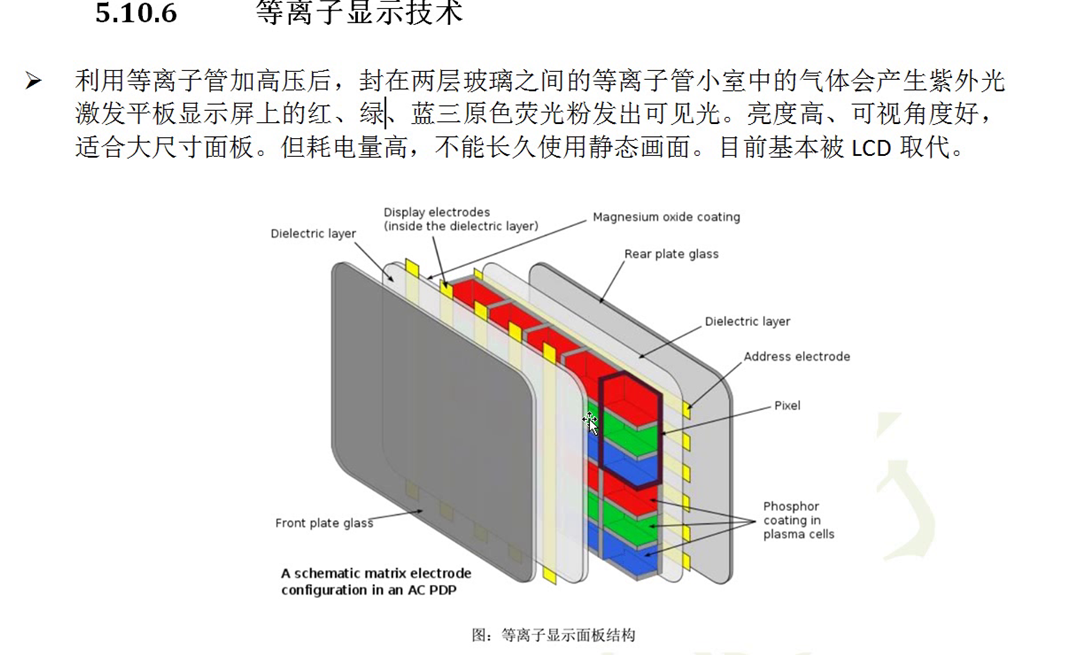 5.10.6 等离子显示技术
➢ 利用等离子管加高压后，封在两层玻璃之间的等离子管小室中的气体会产生紫外光
激发平板显示屏上的红、绿、蓝三原色荧光粉发出可见光。亮度高、可视角度好，
适合大尺寸面板。但耗电量高，不能长久使用静态画面。目前基本被 LCD 取代。
Display electrodes
(inside the dielectric layer)
Magnesium oxide coating
Dielectric layer
Rear plate glass
Dielectric layer
Address electrode
Pixel
Phosphor
coating in
plasma cells
Front plate glass
A schematic matrix electrode
configuration in an AC PDP
图：等离子显示面板结构